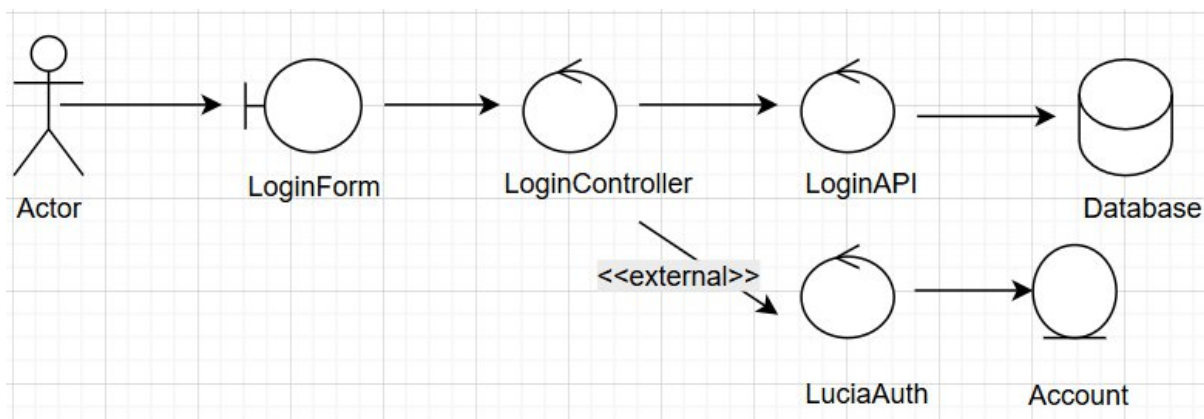 Actor
LoginForm
LoginController
LoginAPI
Database
<<external>>
LuciaAuth
Account